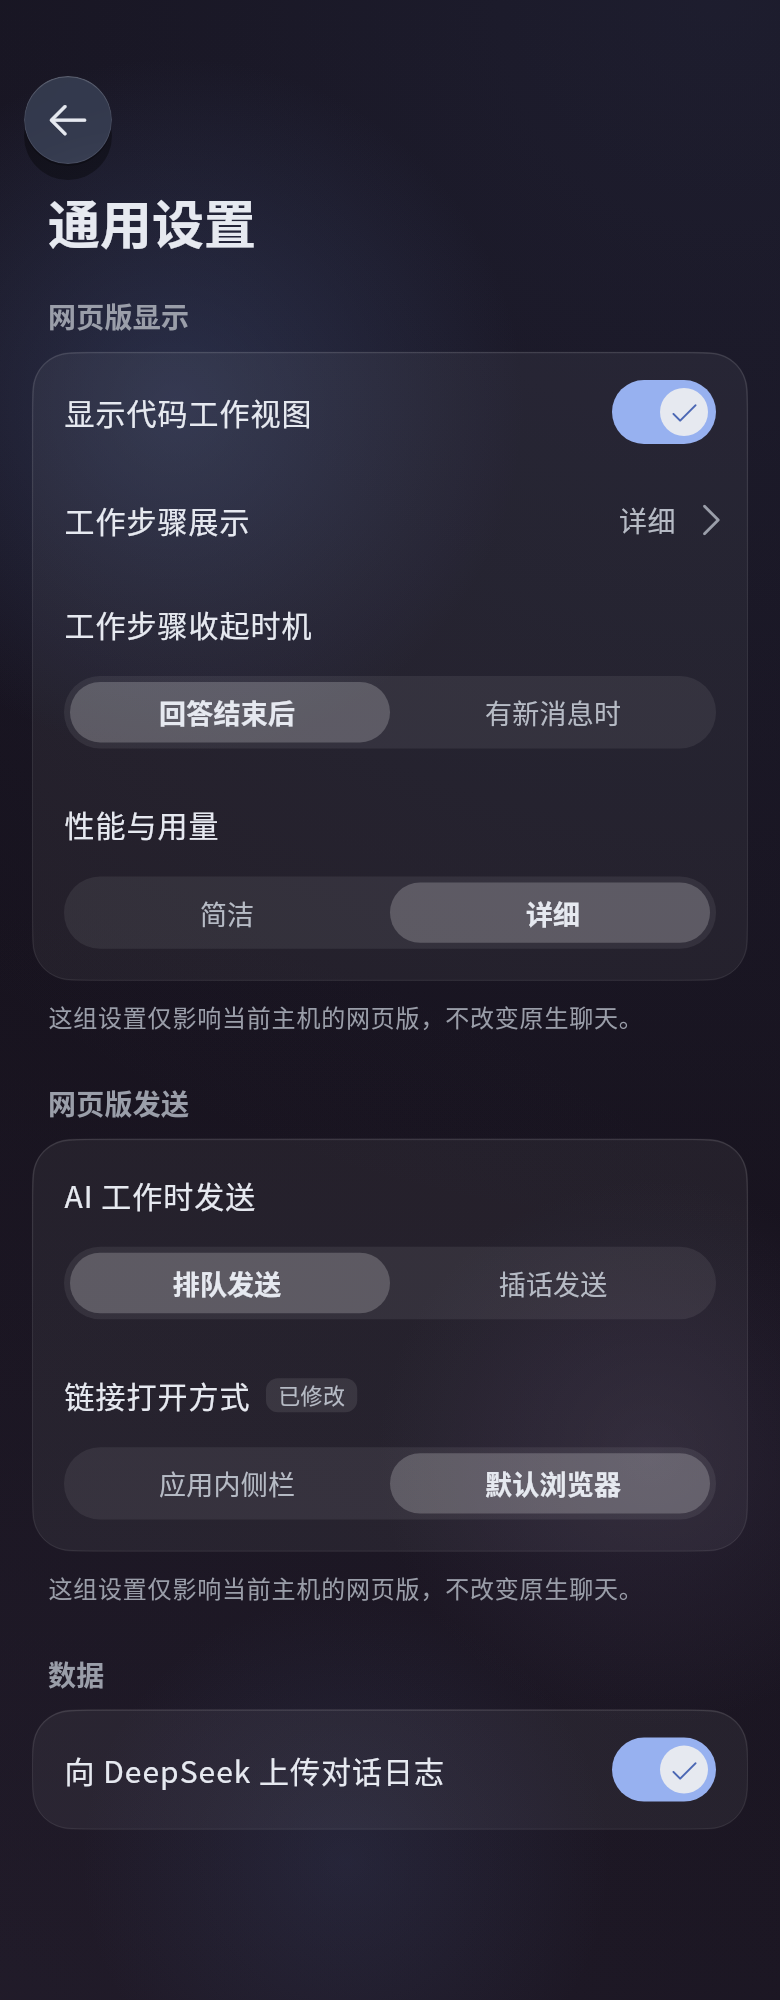 通用设置
网页版显示
显示代码工作视图
工作步骤展示 详细
工作步骤收起时机
回答结束后 有新消息时
性能与用量
简洁 详细
这组设置仅影响当前主机的网页版，不改变原生聊天。
网页版发送
AI 工作时发送
排队发送 插话发送
链接打开方式 已修改
应用内侧栏 默认浏览器
这组设置仅影响当前主机的网页版，不改变原生聊天。
数据
向 DeepSeek 上传对话日志